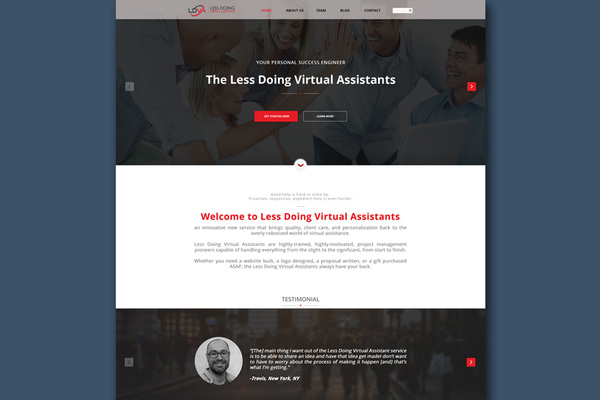 LDVA LESS DOING
HOME ABOUT US TEAM BLOG CONTACT
YOUR PERSONAL SUCCESS ENGINEER
The Less Doing Virtual Assistants
GET STARTED NOW LEARN MORE
Good help is hard to come by.
Proactive, responsive, expedient help is even harder.
Welcome to Less Doing Virtual Assistants
an innovative new service that brings quality, client care, and personalization back to the
overly robotized world of virtual assistance.
Less Doing Virtual Assistants are highly-trained, highly-motivated, project management
pioneers capable of handling everything from the slight to the significant, from start to finish.
Whether you need a website built, a logo designed, a proposal written, or a gift purchased
ASAP, the Less Doing Virtual Assistants always have your back.
TESTIMONIAL
"[The] main thing I want out of the Less Doing Virtual Assistant service
is to be able to share an idea and have that idea get made! don't want
to have to worry about the process of making it happen [and] that's
what I'm getting."
-Travis, New York, NY